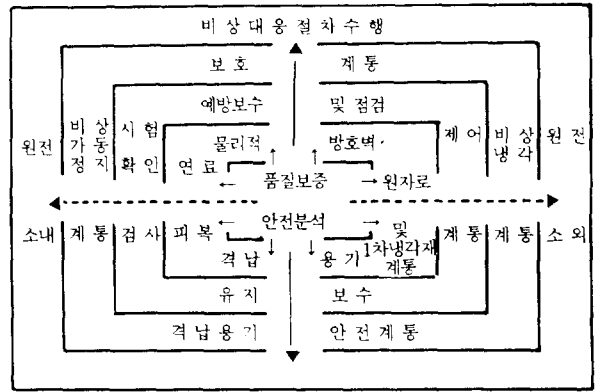 비상대응절차수행
보호 계통
예방보수 및 점검
물리적 방호벽
원전 비상가동정지 시험확인 연료 제어 비상냉각 원전
품질보증 원자로
안전분석
소내 계통 검사 피복 및 1차냉각재계통 계통 계통 소외
격납 용기
유지 보수
격납용기 안전계통